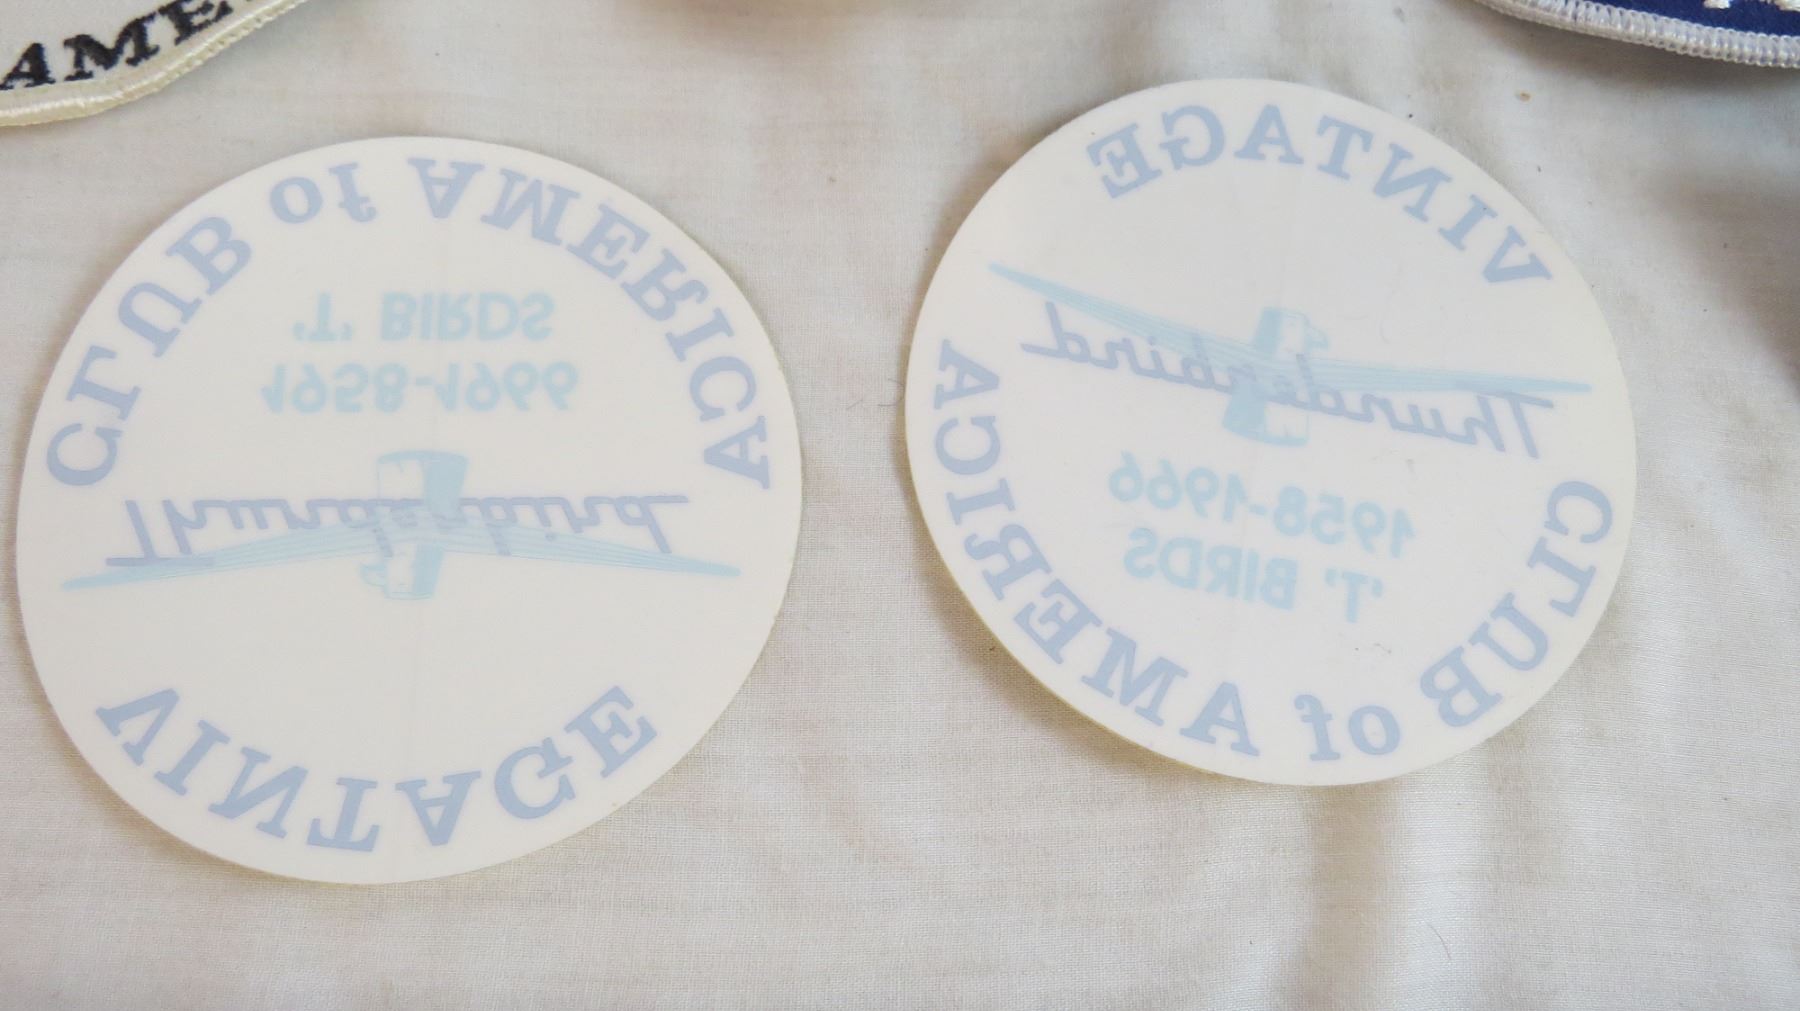 AME
CLUB of AMERICA
'T' BIRDS
1958-1966
Thunderbird
VINTAGE
VINTAGE
Thunderbird
1958-1966
'T' BIRDS
CLUB of AMERICA